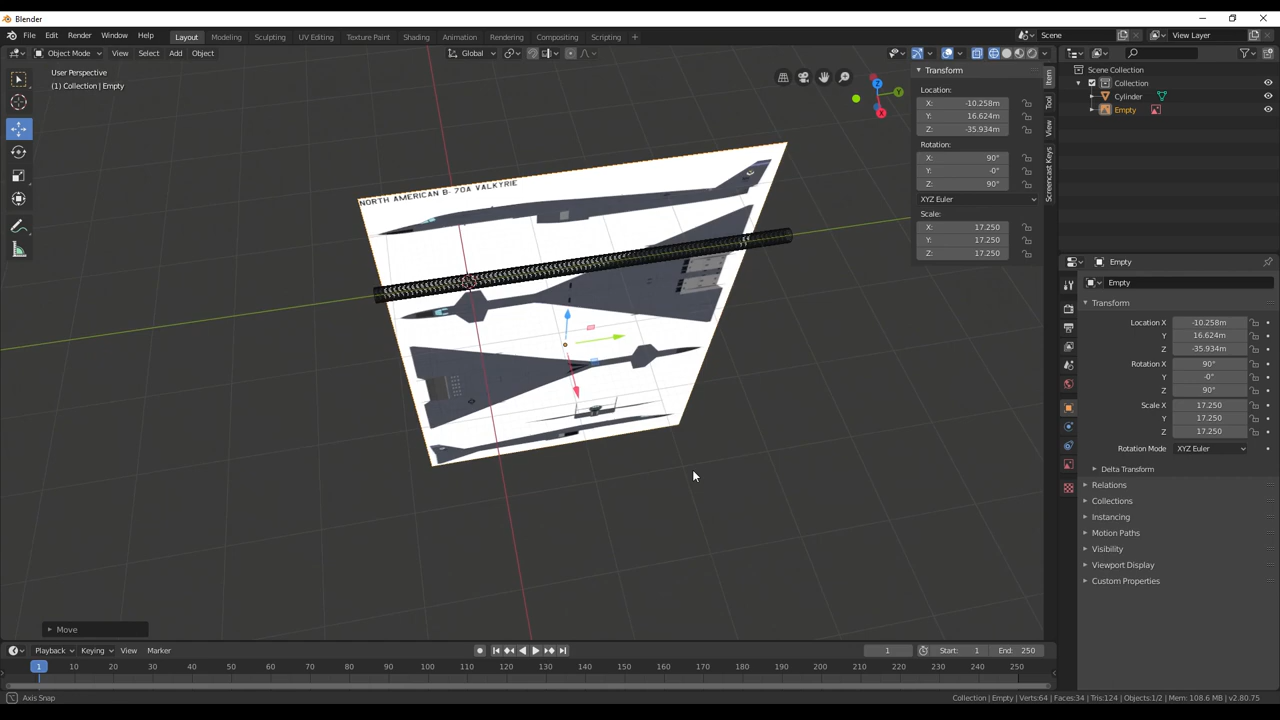 Blender
File Edit Render Window Help Layout Modeling Sculpting UV Editing Texture Paint Shading Animation Rendering Compositing Scripting + Scene View Layer
Object Mode View Select Add Object Global
User Perspective
(1) Collection | Empty
NORTH AMERICAN B- 70A VALKYRIE
Z
Y
X
Transform
Location:
X: -10.258m
Y: 16.624m
Z: -35.934m
Rotation:
X: 90°
Y: -0°
Z: 90°
XYZ Euler
Scale:
X: 17.250
Y: 17.250
Z: 17.250
Item
Tool
View
Screencast Keys
Scene Collection
Collection
Cylinder
Empty
Empty
Empty
Transform
Location X -10.258m
Y 16.624m
Z -35.934m
Rotation X 90°
Y -0°
Z 90°
Scale X 17.250
Y 17.250
Z 17.250
Rotation Mode XYZ Euler
Delta Transform
Relations
Collections
Instancing
Motion Paths
Visibility
Viewport Display
Custom Properties
Move
Playback Keying View Marker 1 Start: 1 End: 250
1 10 20 30 40 50 60 70 80 90 100 110 120 130 140 150 160 170 180 190 200 210 220 230 240 250
Axis Snap Collection | Empty | Verts:64 | Faces:34 | Tris:124 | Objects:1/2 | Mem: 108.6 MB | v2.80.75